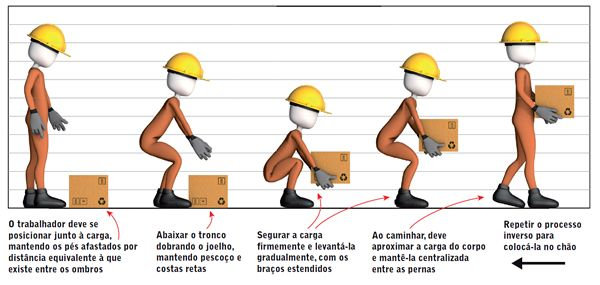 O trabalhador deve se
posicionar junto à carga,
mantendo os pés afastados por
distância equivalente à que
existe entre os ombros
Abaixar o tronco
dobrando o joelho,
mantendo pescoço e
costas retas
Segurar a carga
firmemente e levantá-la
gradualmente, com os
braços estendidos
Ao caminhar, deve
aproximar a carga do corpo
e mantê-la centralizada
entre as pernas
Repetir o processo
inverso para
colocá-la no chão